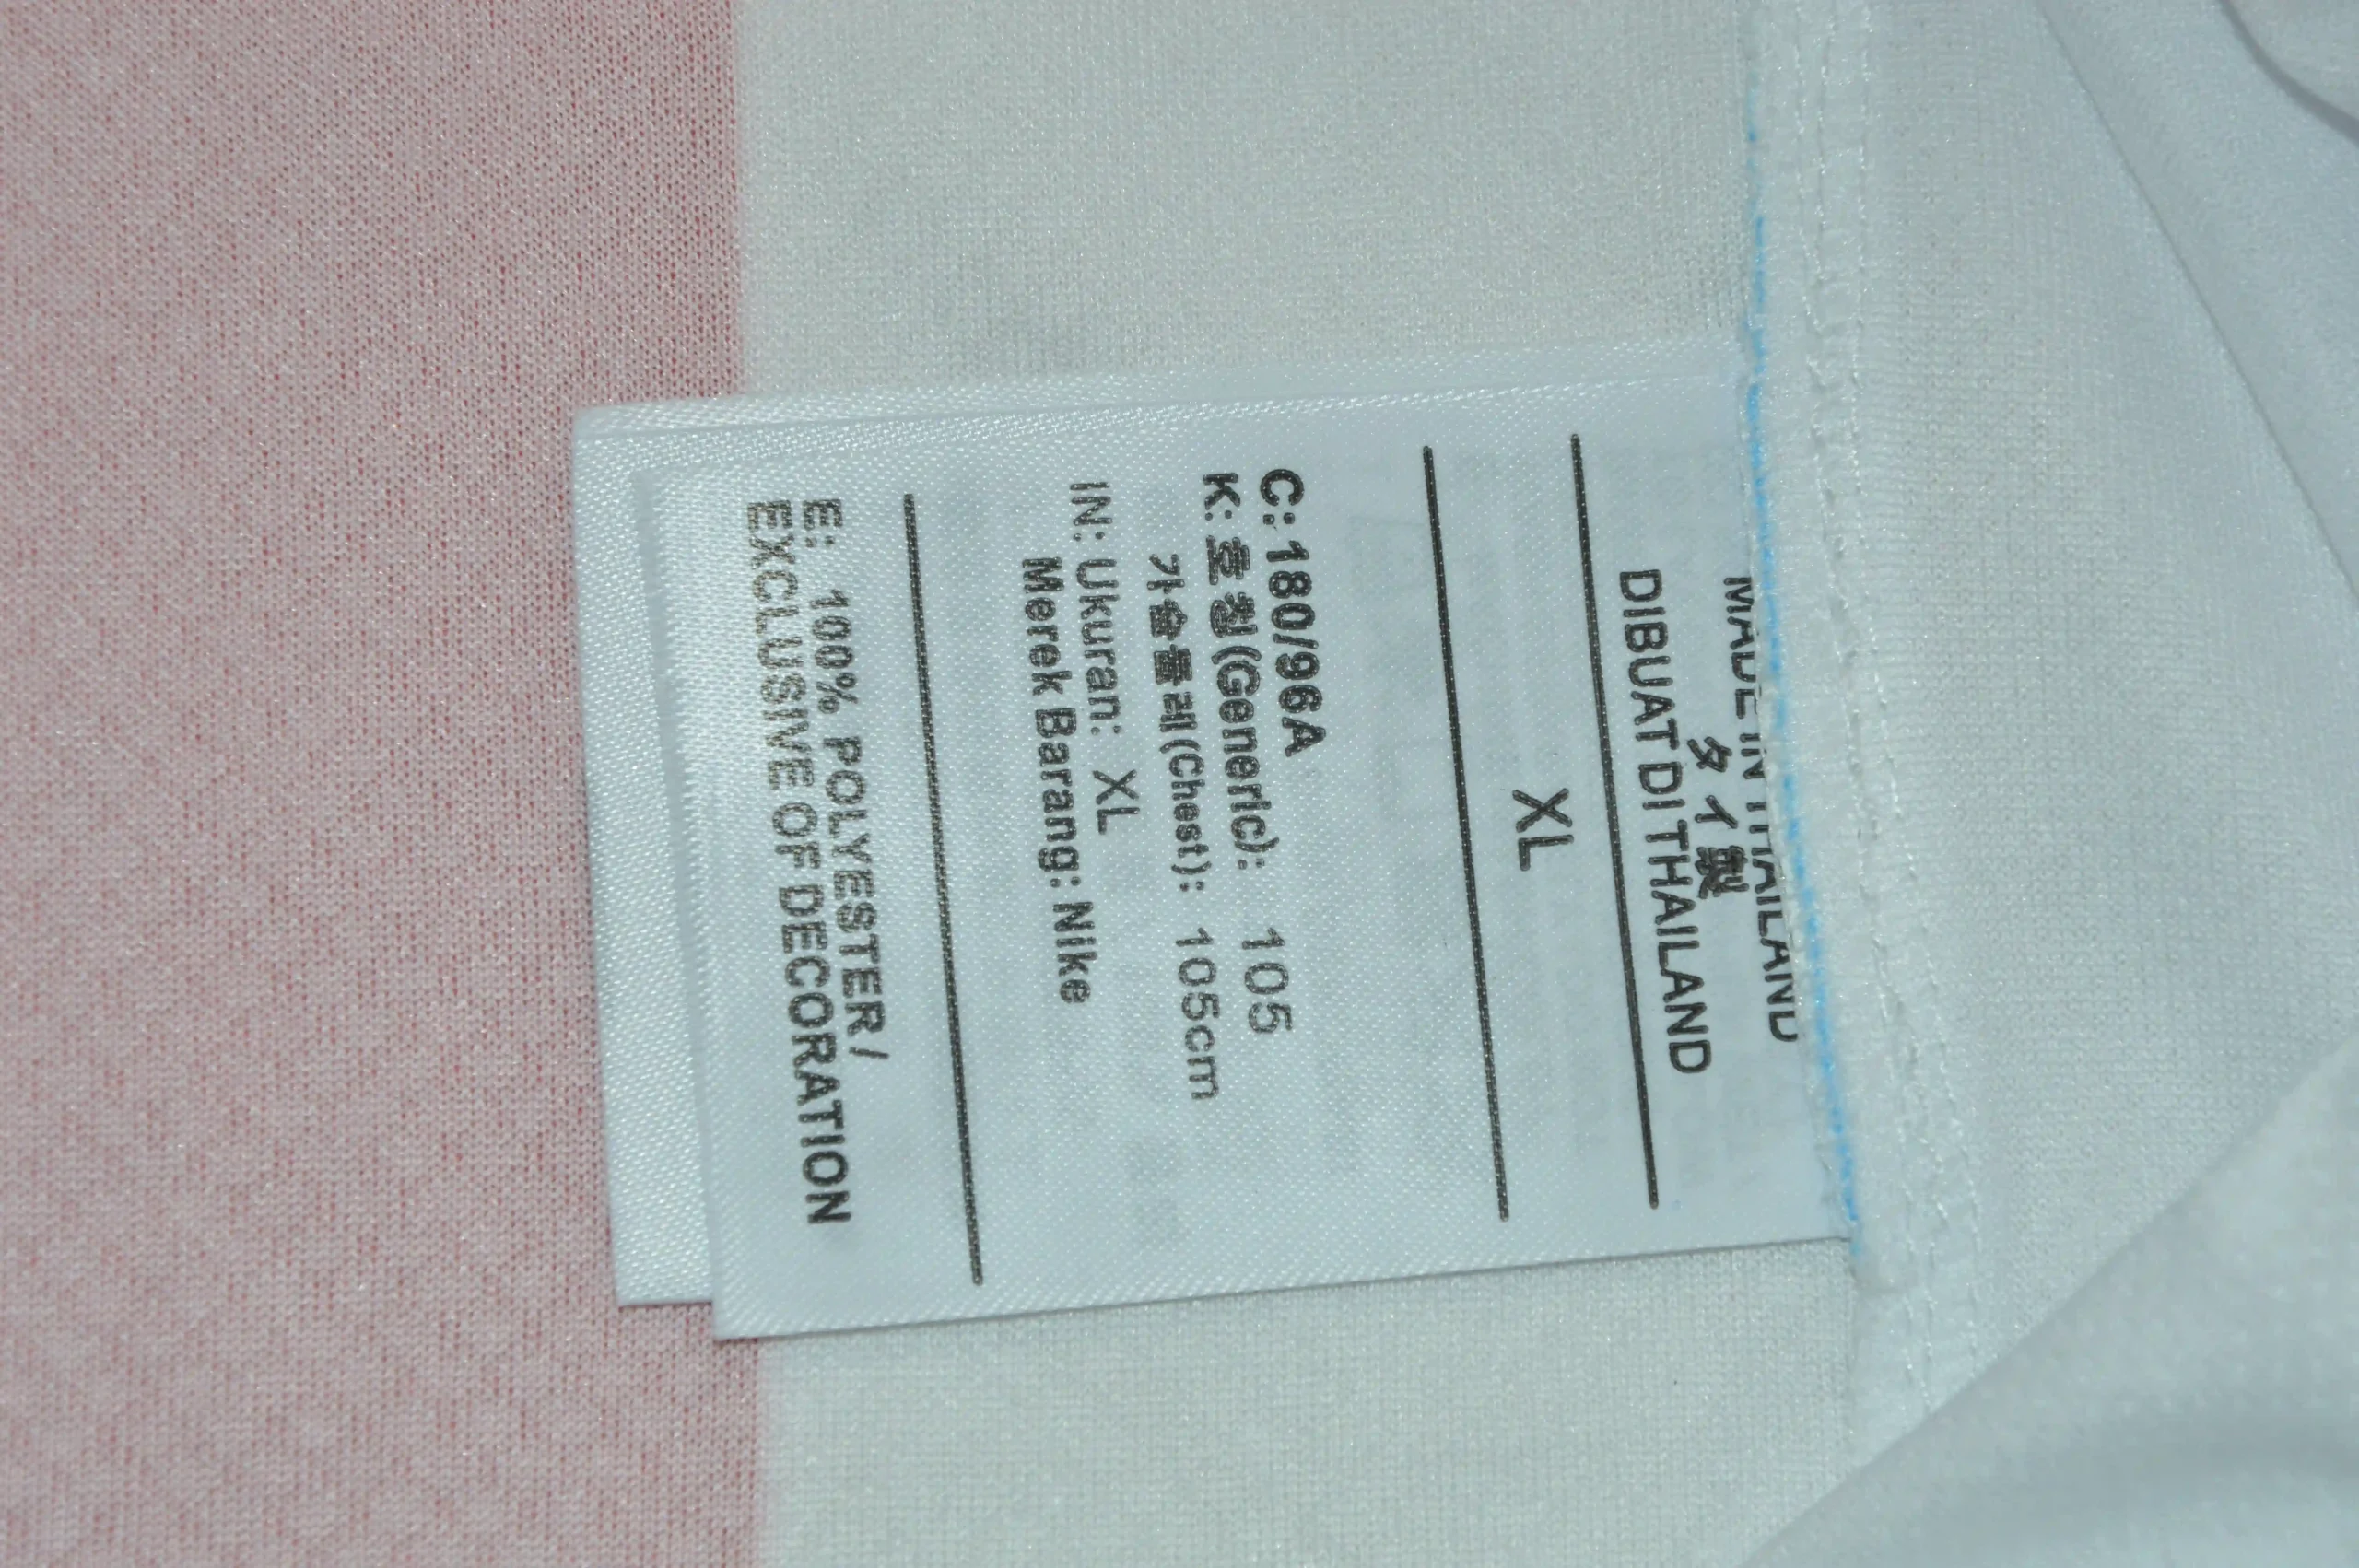 MADE IN THAILAND
タイ製
DIBUAT DI THAILAND
XL
C: 180/96A
K: 호칭(Generic): 105
가슴둘레(Chest): 105cm
IN: Ukuran: XL
Merek Barang: Nike
E: 100% POLYESTER /
EXCLUSIVE OF DECORATION